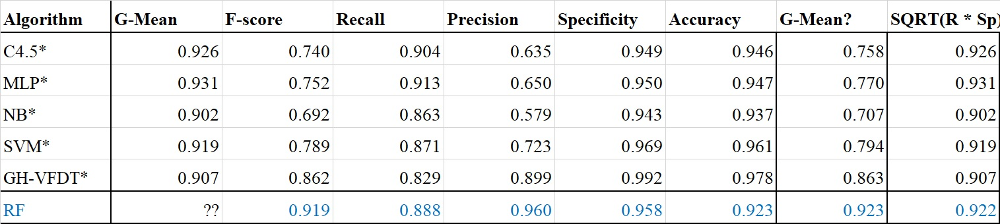 Algorithm G-Mean F-score Recall Precision Specificity Accuracy G-Mean? SQRT(R * Sp)
C4.5* 0.926 0.740 0.904 0.635 0.949 0.946 0.758 0.926
MLP* 0.931 0.752 0.913 0.650 0.950 0.947 0.770 0.931
NB* 0.902 0.692 0.863 0.579 0.943 0.937 0.707 0.902
SVM* 0.919 0.789 0.871 0.723 0.969 0.961 0.794 0.919
GH-VFDT* 0.907 0.862 0.829 0.899 0.992 0.978 0.863 0.907
RF ?? 0.919 0.888 0.960 0.958 0.923 0.923 0.922